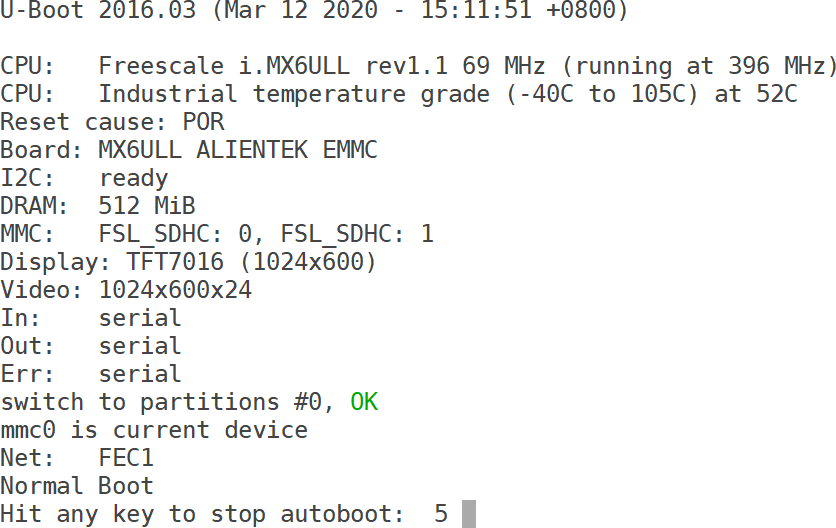 U-Boot 2016.03 (Mar 12 2020 - 15:11:51 +0800)
CPU:   Freescale i.MX6ULL rev1.1 69 MHz (running at 396 MHz)
CPU:   Industrial temperature grade (-40C to 105C) at 52C
Reset cause: POR
Board: MX6ULL ALIENTEK EMMC
I2C:   ready
DRAM:  512 MiB
MMC:   FSL_SDHC: 0, FSL_SDHC: 1
Display: TFT7016 (1024x600)
Video: 1024x600x24
In:    serial
Out:   serial
Err:   serial
switch to partitions #0, OK
mmc0 is current device
Net:   FEC1
Normal Boot
Hit any key to stop autoboot:  5